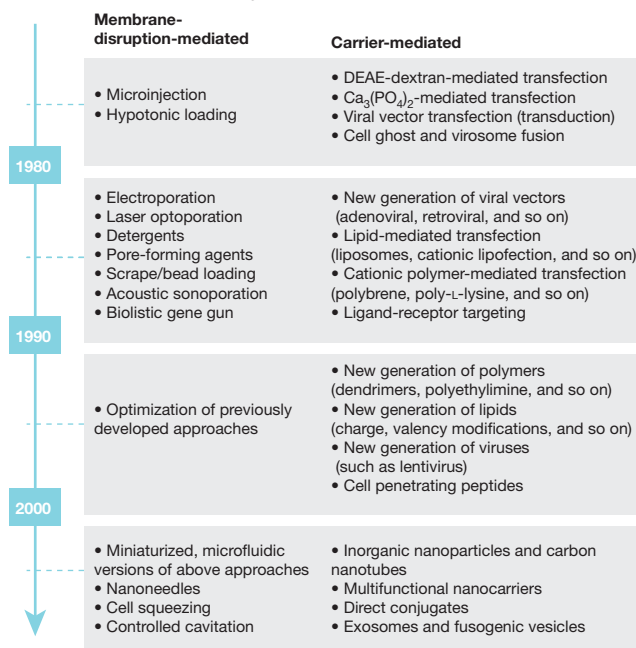 Membrane-
disruption-mediated
Carrier-mediated
• Microinjection
• Hypotonic loading
• DEAE-dextran-mediated transfection
• Ca₃(PO₄)₂-mediated transfection
• Viral vector transfection (transduction)
• Cell ghost and virosome fusion
1980
• Electroporation
• Laser optoporation
• Detergents
• Pore-forming agents
• Scrape/bead loading
• Acoustic sonoporation
• Biolistic gene gun
• New generation of viral vectors
(adenoviral, retroviral, and so on)
• Lipid-mediated transfection
(liposomes, cationic lipofection, and so on)
• Cationic polymer-mediated transfection
(polybrene, poly-L-lysine, and so on)
• Ligand-receptor targeting
1990
• Optimization of previously
developed approaches
• New generation of polymers
(dendrimers, polyethylimine, and so on)
• New generation of lipids
(charge, valency modifications, and so on)
• New generation of viruses
(such as lentivirus)
• Cell penetrating peptides
2000
• Miniaturized, microfluidic
versions of above approaches
• Nanoneedles
• Cell squeezing
• Controlled cavitation
• Inorganic nanoparticles and carbon
nanotubes
• Multifunctional nanocarriers
• Direct conjugates
• Exosomes and fusogenic vesicles